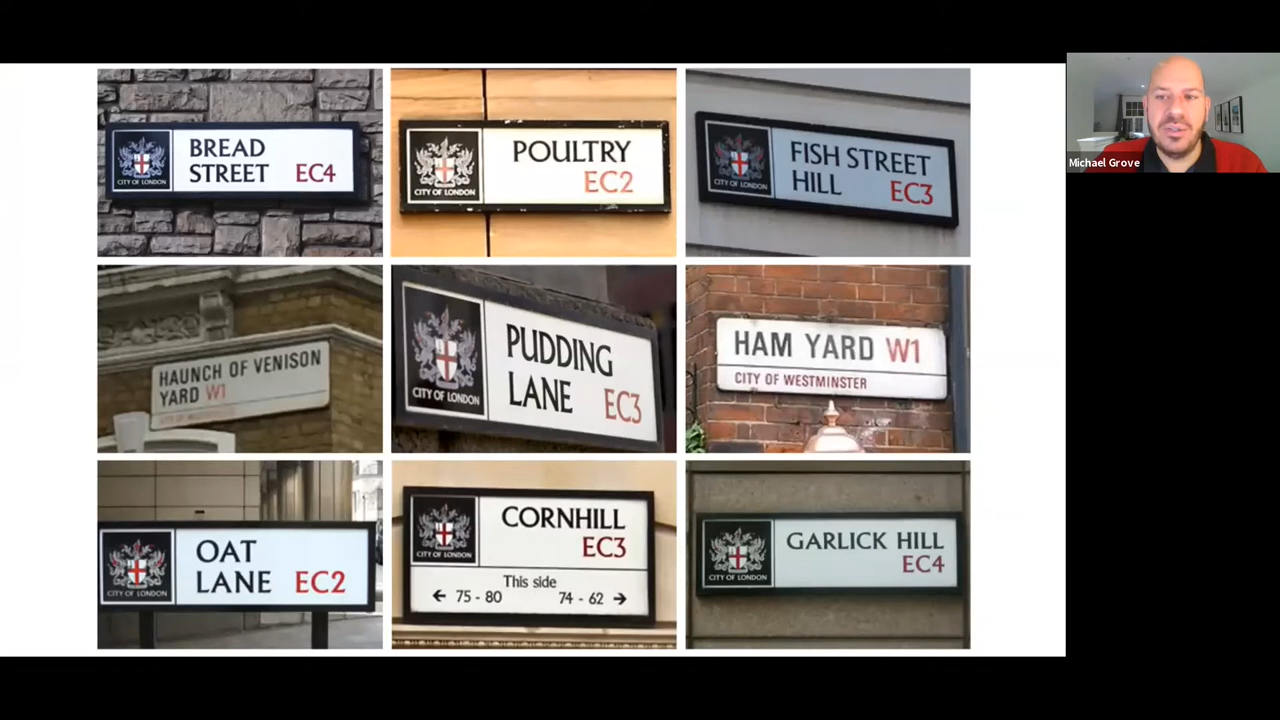 CITY OF LONDON
BREAD
STREET EC4
CITY OF LONDON
POULTRY
EC2
CITY OF LONDON
FISH STREET
HILL EC3
Michael Grove
HAUNCH OF VENISON
YARD W1
CITY OF WESTMINSTER
CITY OF LONDON
PUDDING
LANE EC3
HAM YARD W1
CITY OF WESTMINSTER
CITY OF LONDON
OAT
LANE EC2
CITY OF LONDON
CORNHILL
EC3
This side
← 75 - 80 74 - 62 →
CITY OF LONDON
GARLICK HILL
EC4